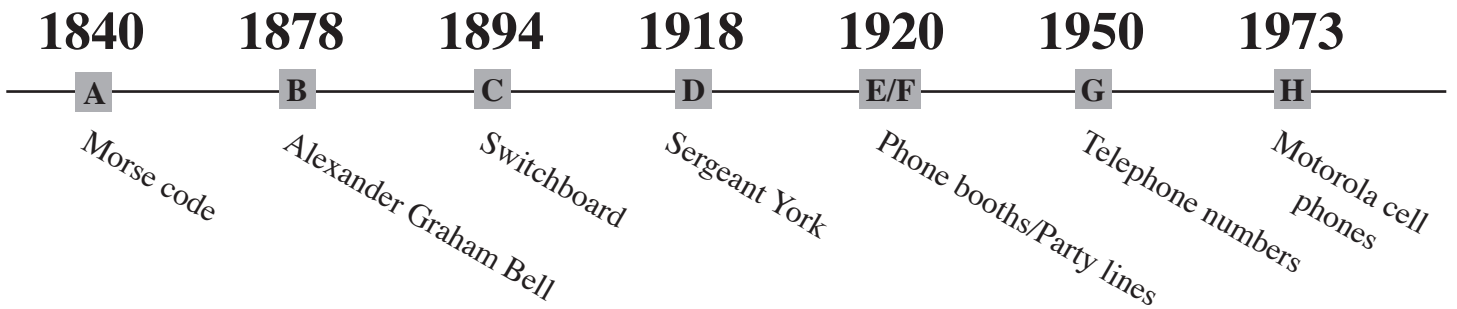 1840 1878 1894 1918 1920 1950 1973
A B C D E/F G H
Morse code
Alexander Graham Bell
Switchboard
Sergeant York
Phone booths/Party lines
Telephone numbers
Motorola cell
phones